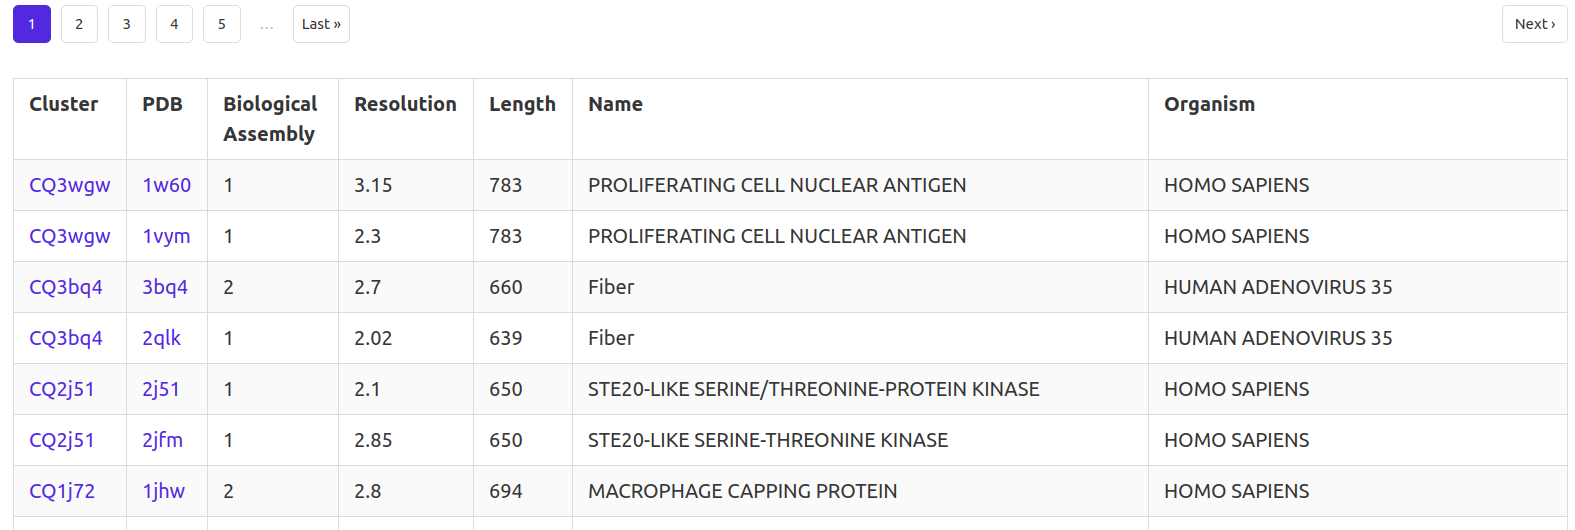 1 2 3 4 5 ... Last » Next ›
Cluster PDB Biological Assembly Resolution Length Name Organism
CQ3wgw 1w60 1 3.15 783 PROLIFERATING CELL NUCLEAR ANTIGEN HOMO SAPIENS
CQ3wgw 1vym 1 2.3 783 PROLIFERATING CELL NUCLEAR ANTIGEN HOMO SAPIENS
CQ3bq4 3bq4 2 2.7 660 Fiber HUMAN ADENOVIRUS 35
CQ3bq4 2qlk 1 2.02 639 Fiber HUMAN ADENOVIRUS 35
CQ2j51 2j51 1 2.1 650 STE20-LIKE SERINE/THREONINE-PROTEIN KINASE HOMO SAPIENS
CQ2j51 2jfm 1 2.85 650 STE20-LIKE SERINE-THREONINE KINASE HOMO SAPIENS
CQ1j72 1jhw 2 2.8 694 MACROPHAGE CAPPING PROTEIN HOMO SAPIENS